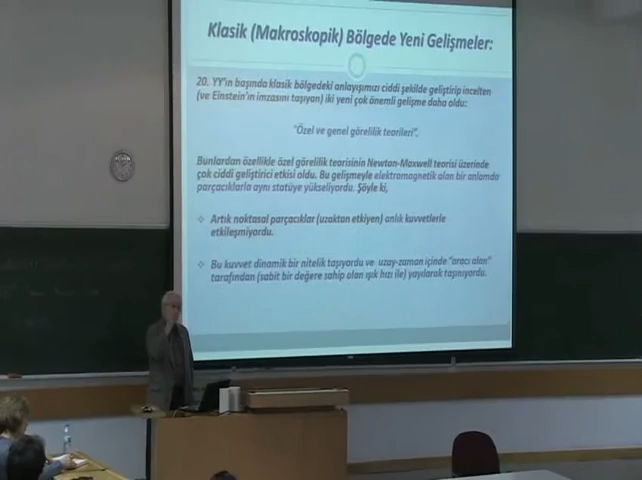 Klasik (Makroskopik) Bölgede Yeni Gelişmeler:
20. YY'ın başında klasik bölgedeki anlayışımızı ciddi şekilde geliştirip incelten
(ve Einstein'ın imzasını taşıyan) iki yeni çok önemli gelişme daha oldu:
"Özel ve genel görelilik teorileri".
Bunlardan özellikle özel görelilik teorisinin Newton-Maxwell teorisi üzerinde
çok ciddi geliştirici etkisi oldu. Bu gelişmeyle elektromagnetik alan bir anlamda
parçacıklarla aynı statüye yükseliyordu. Şöyle ki,
Artık noktasal parçacıklar (uzaktan etkiyen) anlık kuvvetlerle
etkileşmiyordu.
Bu kuvvet dinamik bir nitelik taşıyordu ve uzay-zaman içinde "aracı alan"
tarafından (sabit bir değere sahip olan ışık hızı ile) yayılarak taşınıyordu.